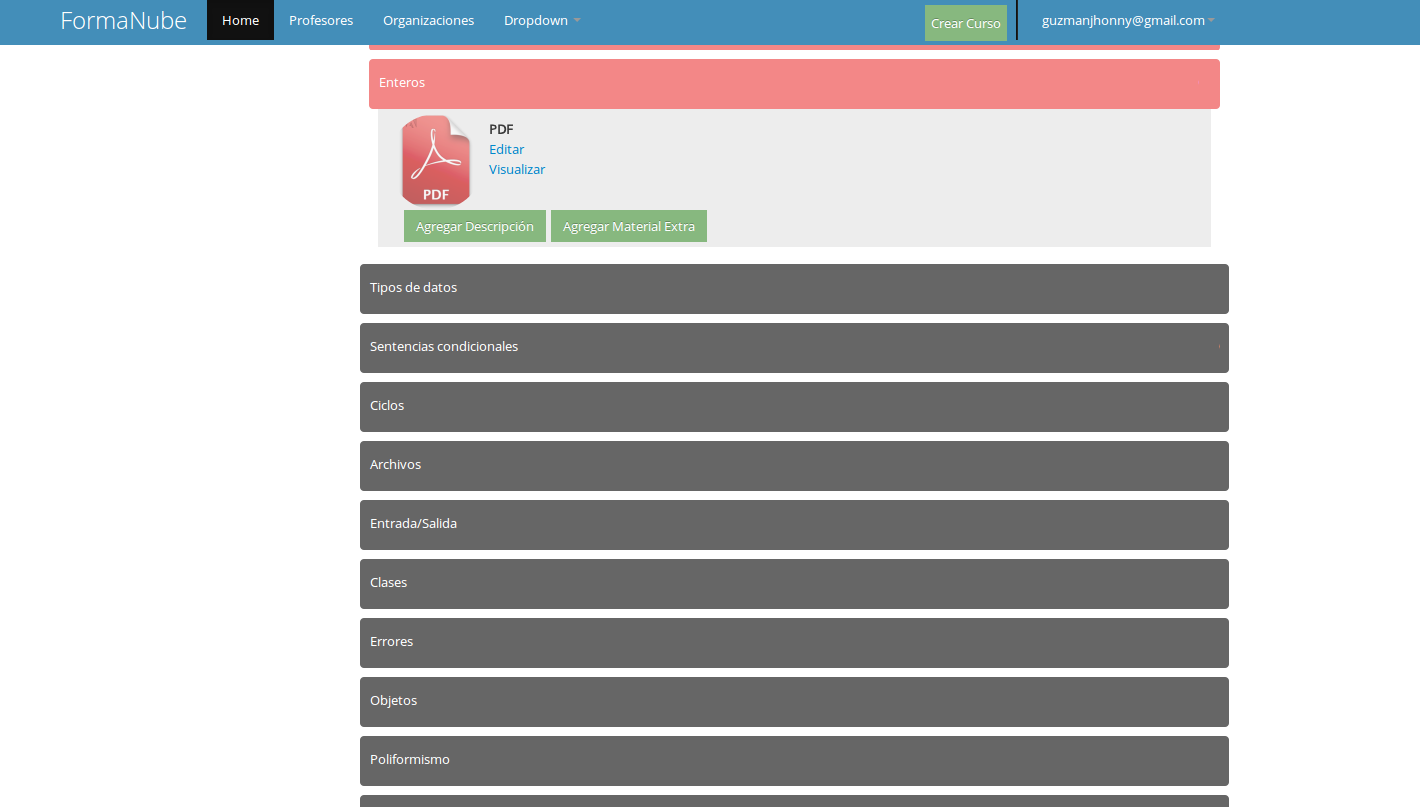 FormaNube Home Profesores Organizaciones Dropdown Crear Curso guzmanjhonny@gmail.com
Enteros
PDF
Editar
Visualizar
PDF
Agregar Descripción Agregar Material Extra
Tipos de datos
Sentencias condicionales
Ciclos
Archivos
Entrada/Salida
Clases
Errores
Objetos
Poliformismo